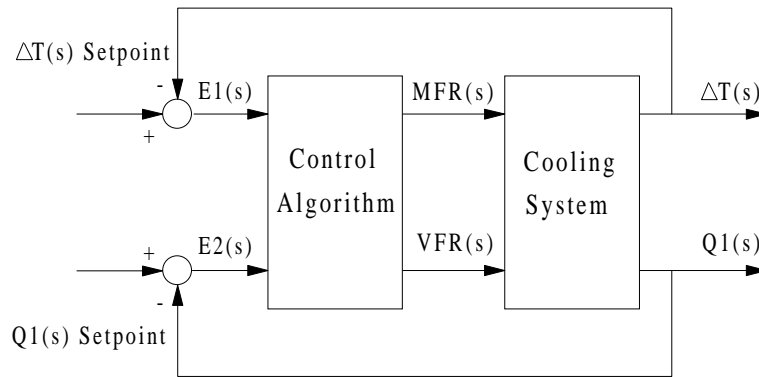 △T(s) Setpoint
-
E1(s)
MFR(s)
△T(s)
+
Control
Algorithm
Cooling
System
+
E2(s)
VFR(s)
Q1(s)
-
Q1(s) Setpoint